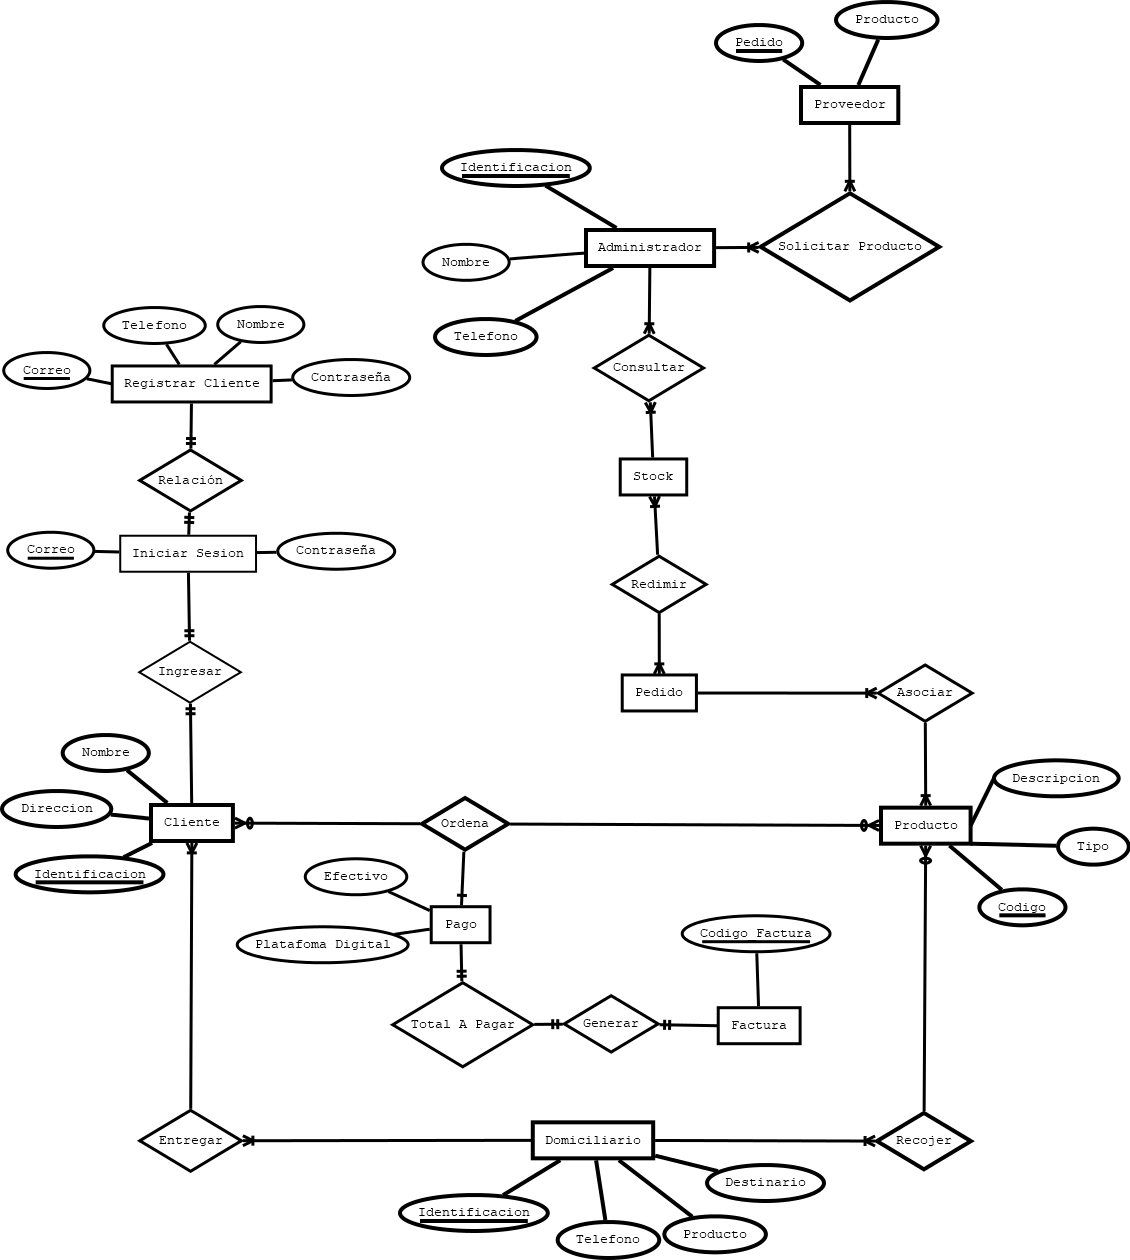 Producto
Pedido
Proveedor
Identificacion
Solicitar Producto
Administrador
Nombre
Telefono
Telefono
Nombre
Correo
Registrar Cliente
Contraseña
Consultar
Relación
Stock
Correo
Iniciar Sesion
Contraseña
Redimir
Ingresar
Pedido
Asociar
Nombre
Descripcion
Direccion
Cliente
Ordena
Producto
Tipo
Identificacion
Efectivo
Codigo
Pago
Platafoma Digital
Codigo Factura
Total A Pagar
Generar
Factura
Entregar
Domiciliario
Recojer
Destinario
Identificacion
Telefono
Producto